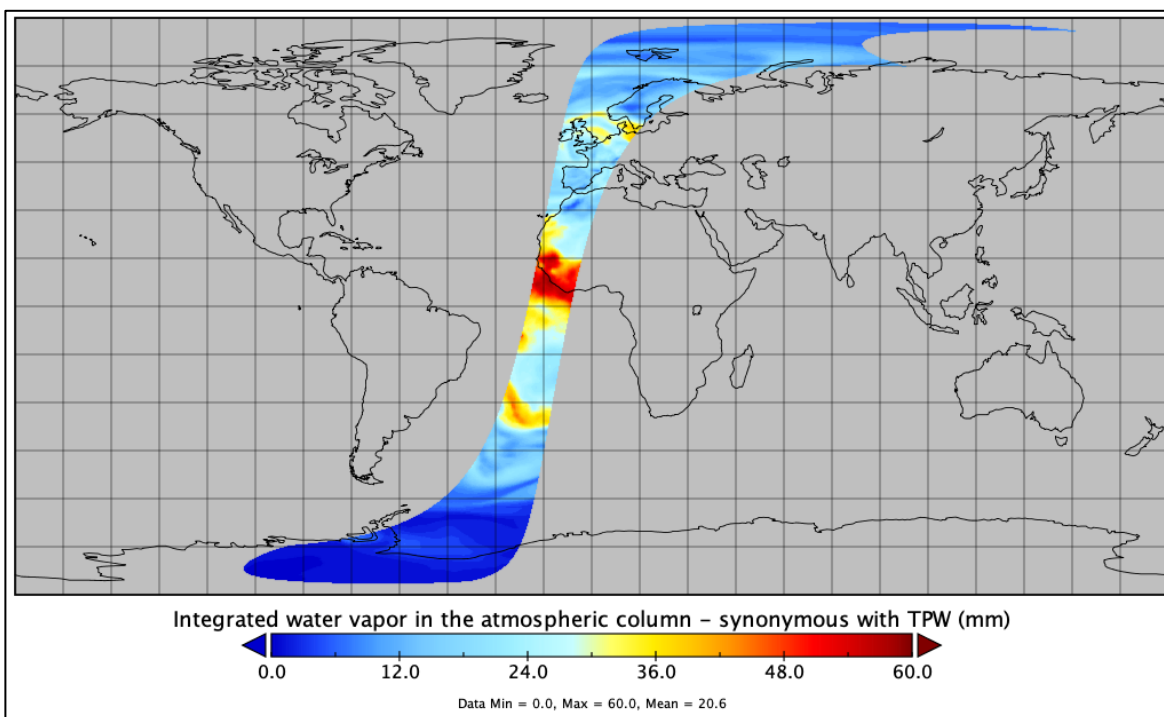 Integrated water vapor in the atmospheric column – synonymous with TPW (mm)
0.0 12.0 24.0 36.0 48.0 60.0
Data Min = 0.0, Max = 60.0, Mean = 20.6